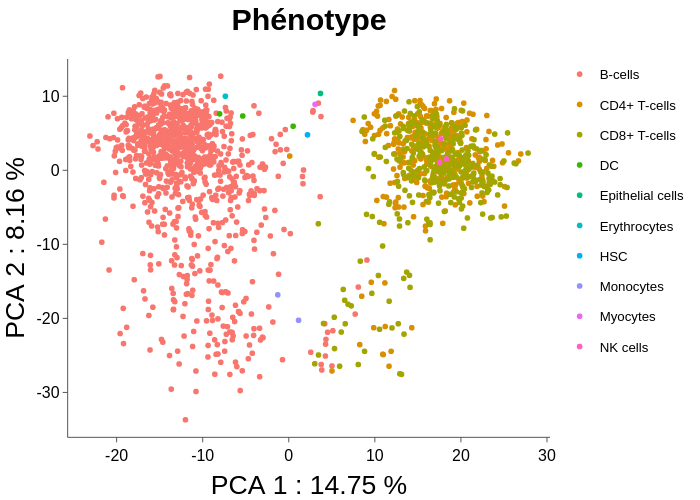 Phénotype
PCA 2 : 8.16 %
10
0
-10
-20
-30
-20
-10
0
10
20
30
PCA 1 : 14.75 %
B-cells
CD4+ T-cells
CD8+ T-cells
DC
Epithelial cells
Erythrocytes
HSC
Monocytes
Myocytes
NK cells